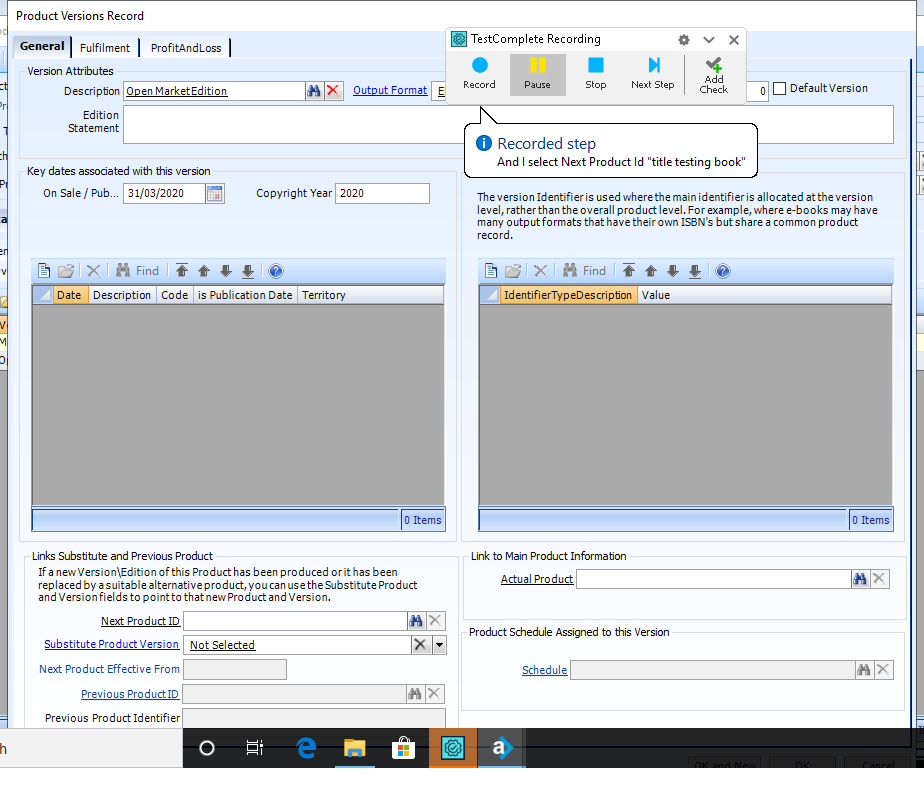 Product Versions Record
General Fulfilment ProfitAndLoss
TestComplete Recording
Record Pause Stop Next Step Add Check
Version Attributes
Description Open MarketEdition Output Format 0 Default Version
Edition Statement
Recorded step
And I select Next Product Id "title testing book"
Key dates associated with this version
On Sale / Pub... 31/03/2020 Copyright Year 2020
The version Identifier is used where the main identifier is allocated at the version
level, rather than the overall product level. For example, where e-books may have
many output formats that have their own ISBN's but share a common product
record.
Find
Find
Date Description Code is Publication Date Territory
IdentifierTypeDescription Value
0 Items
0 Items
Links Substitute and Previous Product
If a new Version\Edition of this Product has been produced or it has been
replaced by a suitable alternative product, you can use the Substitute Product
and Version fields to point to that new Product and Version.
Next Product ID
Substitute Product Version Not Selected
Next Product Effective From
Previous Product ID
Previous Product Identifier
Link to Main Product Information
Actual Product
Product Schedule Assigned to this Version
Schedule
h
OK and New OK Cancel